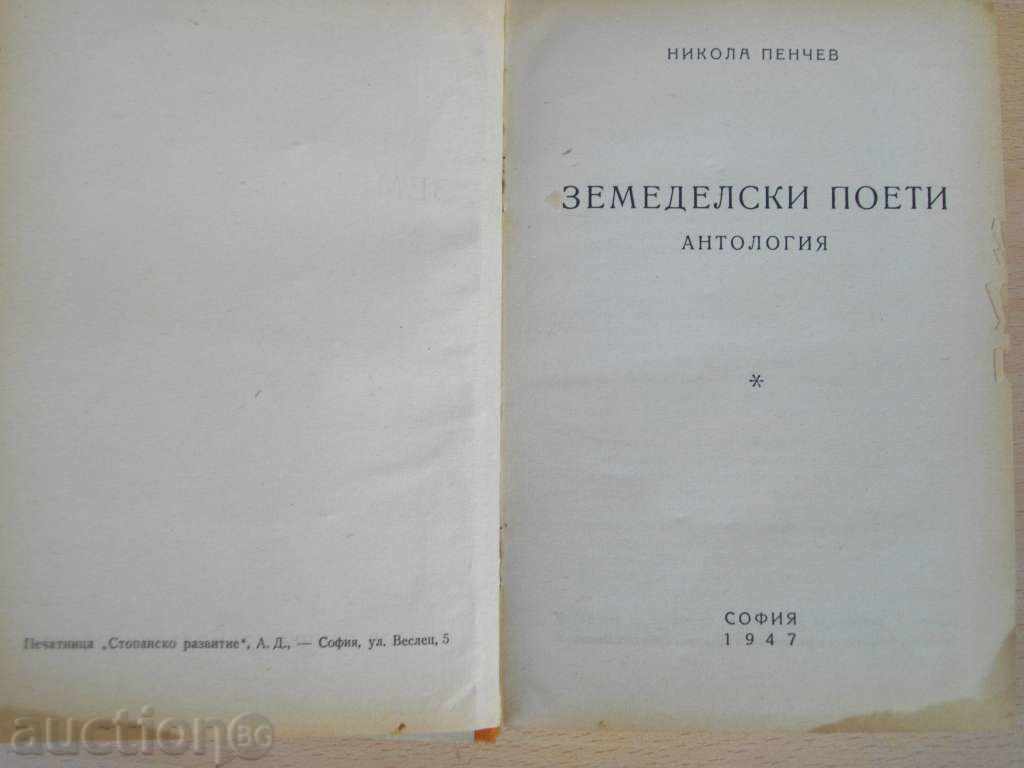 Печатница „Стопанско развитие“, А. Д., — София, ул. Веслец, 5
НИКОЛА ПЕНЧЕВ
ЗЕМЕДЕЛСКИ ПОЕТИ
АНТОЛОГИЯ
*
СОФИЯ
1947
auction BG